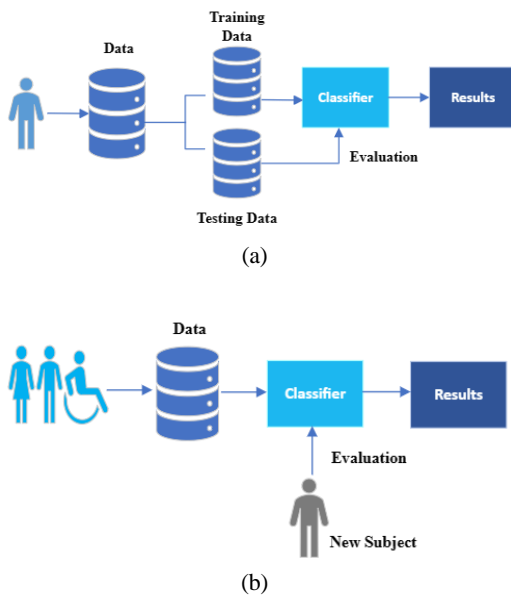 Training
Data
Data
Classifier
Results
Evaluation
Testing Data
(a)
Data
Classifier
Results
Evaluation
New Subject
(b)